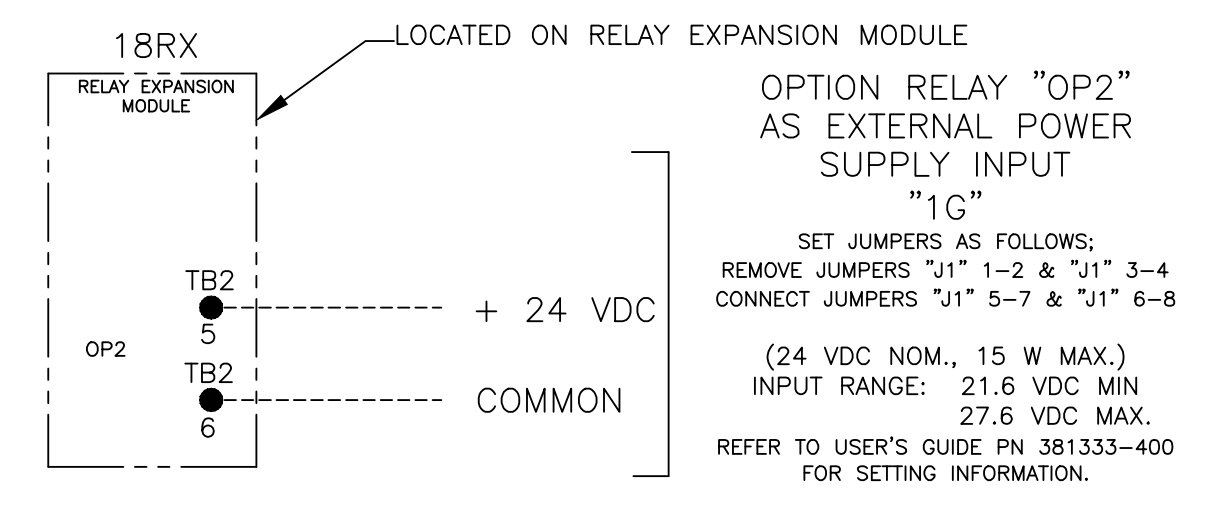 18RX
LOCATED ON RELAY EXPANSION MODULE
RELAY EXPANSION
MODULE
TB2
5
OP2
TB2
6
+ 24 VDC
COMMON
OPTION RELAY "OP2"
AS EXTERNAL POWER
SUPPLY INPUT
"1G"
SET JUMPERS AS FOLLOWS;
REMOVE JUMPERS "J1" 1-2 & "J1" 3-4
CONNECT JUMPERS "J1" 5-7 & "J1" 6-8
(24 VDC NOM., 15 W MAX.)
INPUT RANGE: 21.6 VDC MIN
27.6 VDC MAX.
REFER TO USER'S GUIDE PN 381333-400
FOR SETTING INFORMATION.